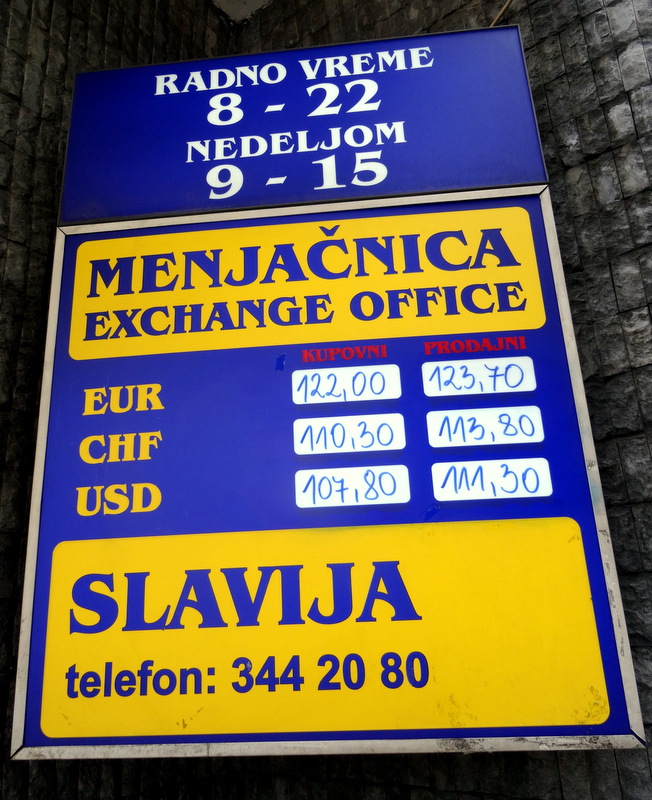 RADNO VREME
8 - 22
NEDELJOM
9 - 15
MENJAČNICA
EXCHANGE OFFICE
KUPOVNI PRODAJNI
EUR 122,00 123,70
CHF 110,30 113,80
USD 107,80 111,30
SLAVIJA
telefon: 344 20 80